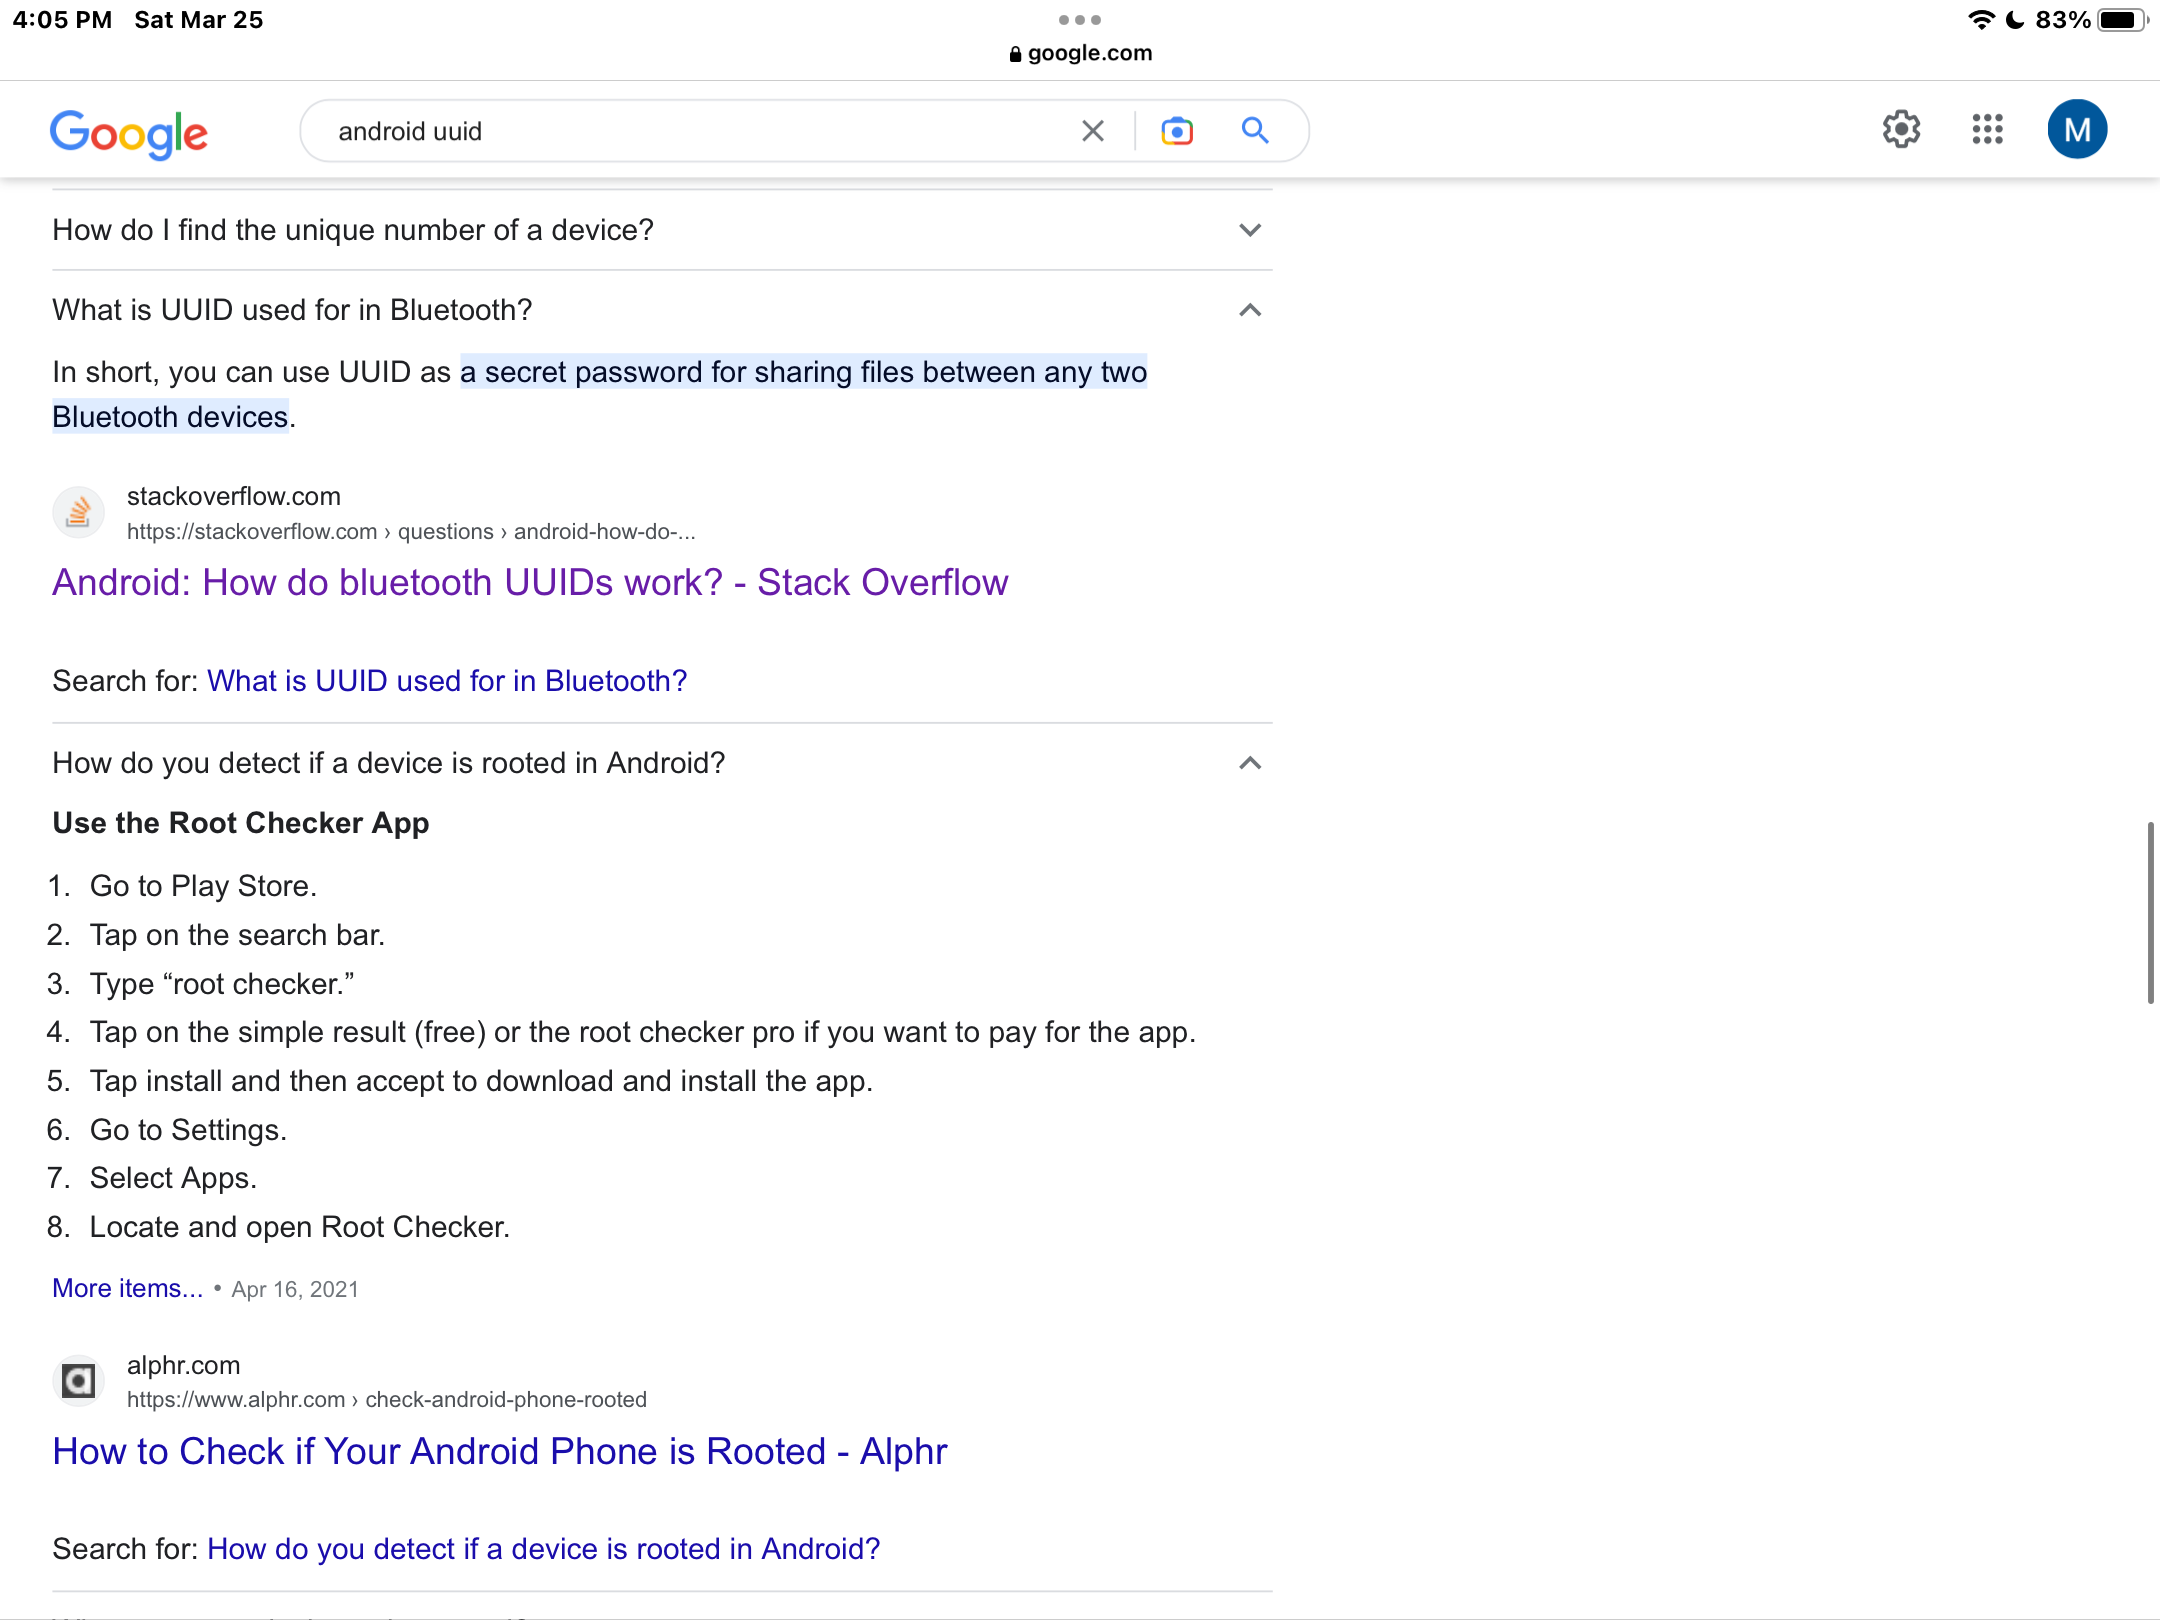 4:05 PM Sat Mar 25
83%
google.com
Google
android uuid
M
How do I find the unique number of a device?
What is UUID used for in Bluetooth?
In short, you can use UUID as a secret password for sharing files between any two
Bluetooth devices.
stackoverflow.com
https://stackoverflow.com › questions › android-how-do-...
Android: How do bluetooth UUIDs work? - Stack Overflow
Search for: What is UUID used for in Bluetooth?
How do you detect if a device is rooted in Android?
Use the Root Checker App
1. Go to Play Store.
2. Tap on the search bar.
3. Type “root checker.”
4. Tap on the simple result (free) or the root checker pro if you want to pay for the app.
5. Tap install and then accept to download and install the app.
6. Go to Settings.
7. Select Apps.
8. Locate and open Root Checker.
More items... • Apr 16, 2021
alphr.com
https://www.alphr.com › check-android-phone-rooted
How to Check if Your Android Phone is Rooted - Alphr
Search for: How do you detect if a device is rooted in Android?